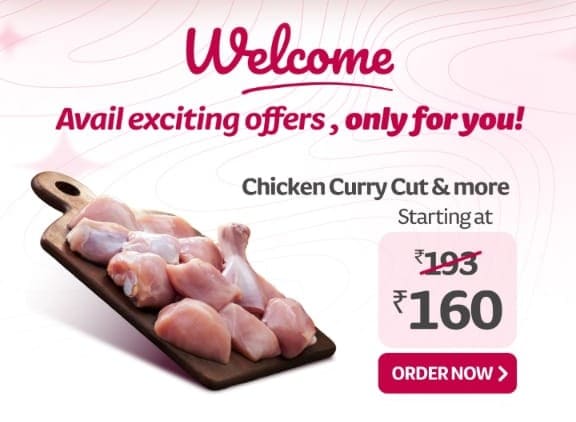 Welcome
Avail exciting offers, only for you!
Chicken Curry Cut & more
Starting at
₹193
₹160
ORDER NOW >